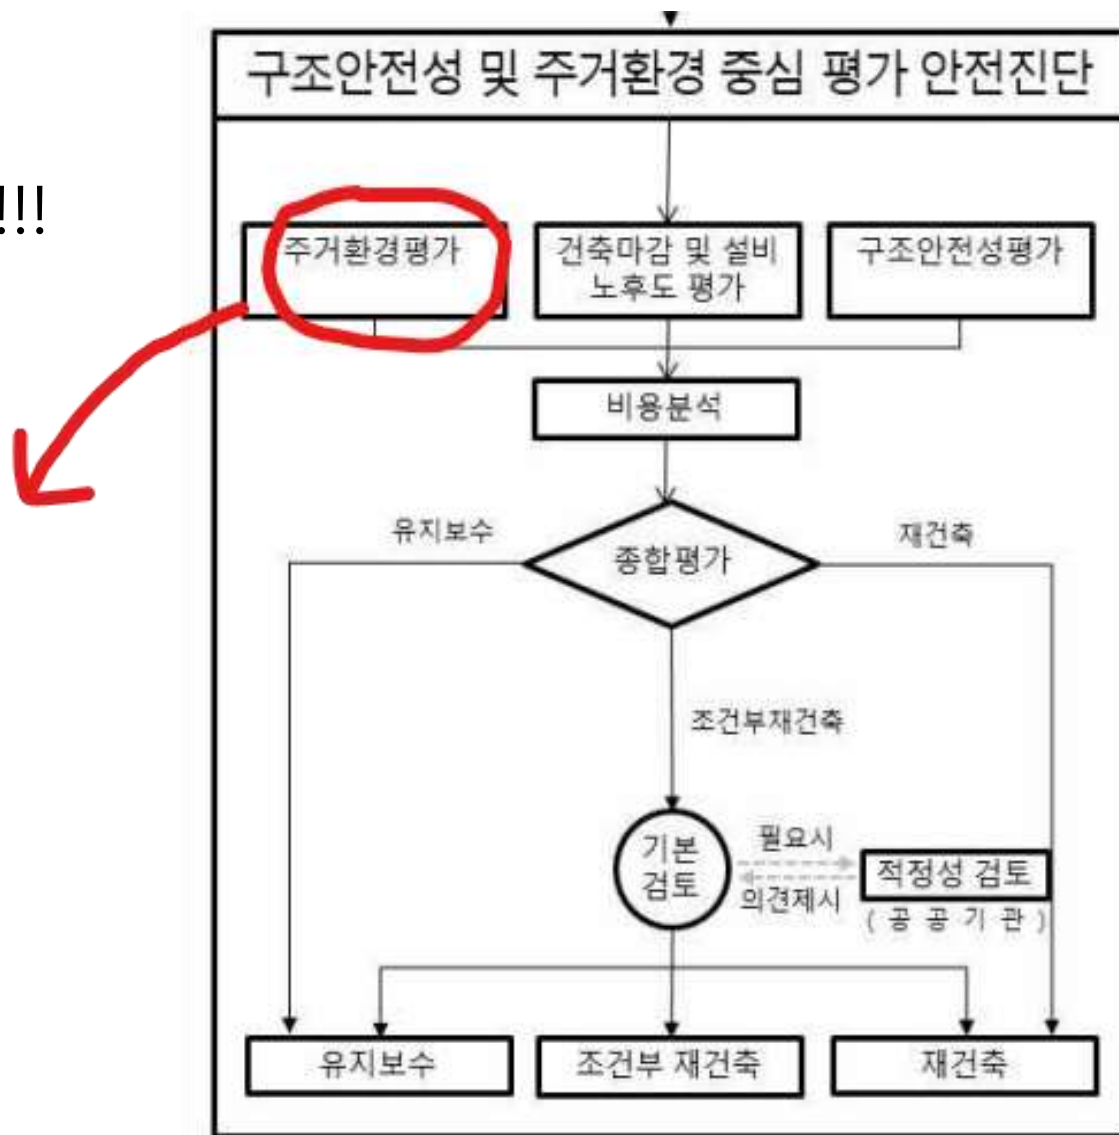 구조안전성 및 주거환경 중심 평가 안전진단
!!!
주거환경평가
건축마감 및 설비
노후도 평가
구조안전성평가
비용분석
유지보수
종합평가
재건축
조건부재건축
기본
검토
필요시
의견제시
적정성 검토
( 공 공 기 관 )
유지보수
조건부 재건축
재건축